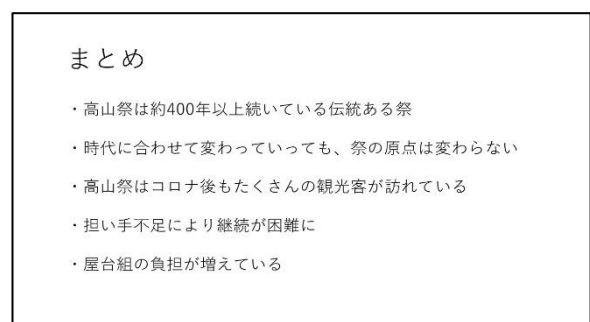 まとめ
・高山祭は約400年以上続いている伝統ある祭
・時代に合わせて変わっていっても、祭の原点は変わらない
・高山祭はコロナ後もたくさんの観光客が訪れている
・担い手不足により継続が困難に
・屋台組の負担が増えている